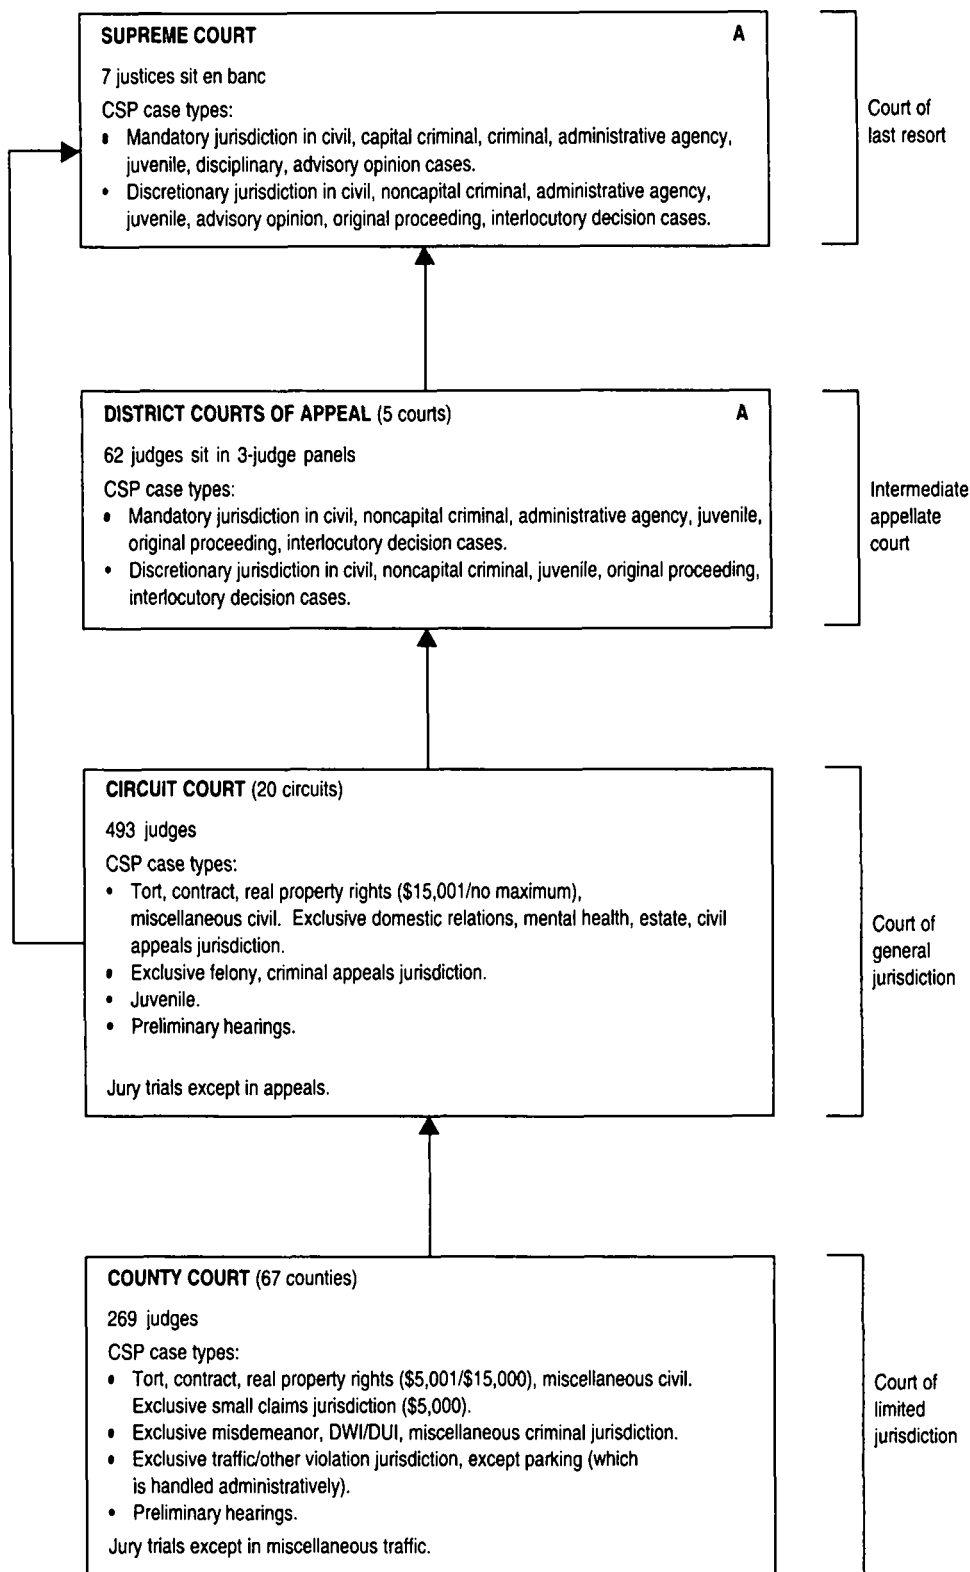 SUPREME COURT A
7 justices sit en banc
CSP case types:
• Mandatory jurisdiction in civil, capital criminal, criminal, administrative agency,
juvenile, disciplinary, advisory opinion cases.
• Discretionary jurisdiction in civil, noncapital criminal, administrative agency,
juvenile, advisory opinion, original proceeding, interlocutory decision cases.
Court of
last resort
DISTRICT COURTS OF APPEAL (5 courts) A
62 judges sit in 3-judge panels
CSP case types:
• Mandatory jurisdiction in civil, noncapital criminal, administrative agency, juvenile,
original proceeding, interlocutory decision cases.
• Discretionary jurisdiction in civil, noncapital criminal, juvenile, original proceeding,
interlocutory decision cases.
Intermediate
appellate
court
CIRCUIT COURT (20 circuits)
493 judges
CSP case types:
• Tort, contract, real property rights ($15,001/no maximum),
miscellaneous civil. Exclusive domestic relations, mental health, estate, civil
appeals jurisdiction.
• Exclusive felony, criminal appeals jurisdiction.
• Juvenile.
• Preliminary hearings.
Jury trials except in appeals.
Court of
general
jurisdiction
COUNTY COURT (67 counties)
269 judges
CSP case types:
• Tort, contract, real property rights ($5,001/$15,000), miscellaneous civil.
Exclusive small claims jurisdiction ($5,000).
• Exclusive misdemeanor, DWI/DUI, miscellaneous criminal jurisdiction.
• Exclusive traffic/other violation jurisdiction, except parking (which
is handled administratively).
• Preliminary hearings.
Jury trials except in miscellaneous traffic.
Court of
limited
jurisdiction